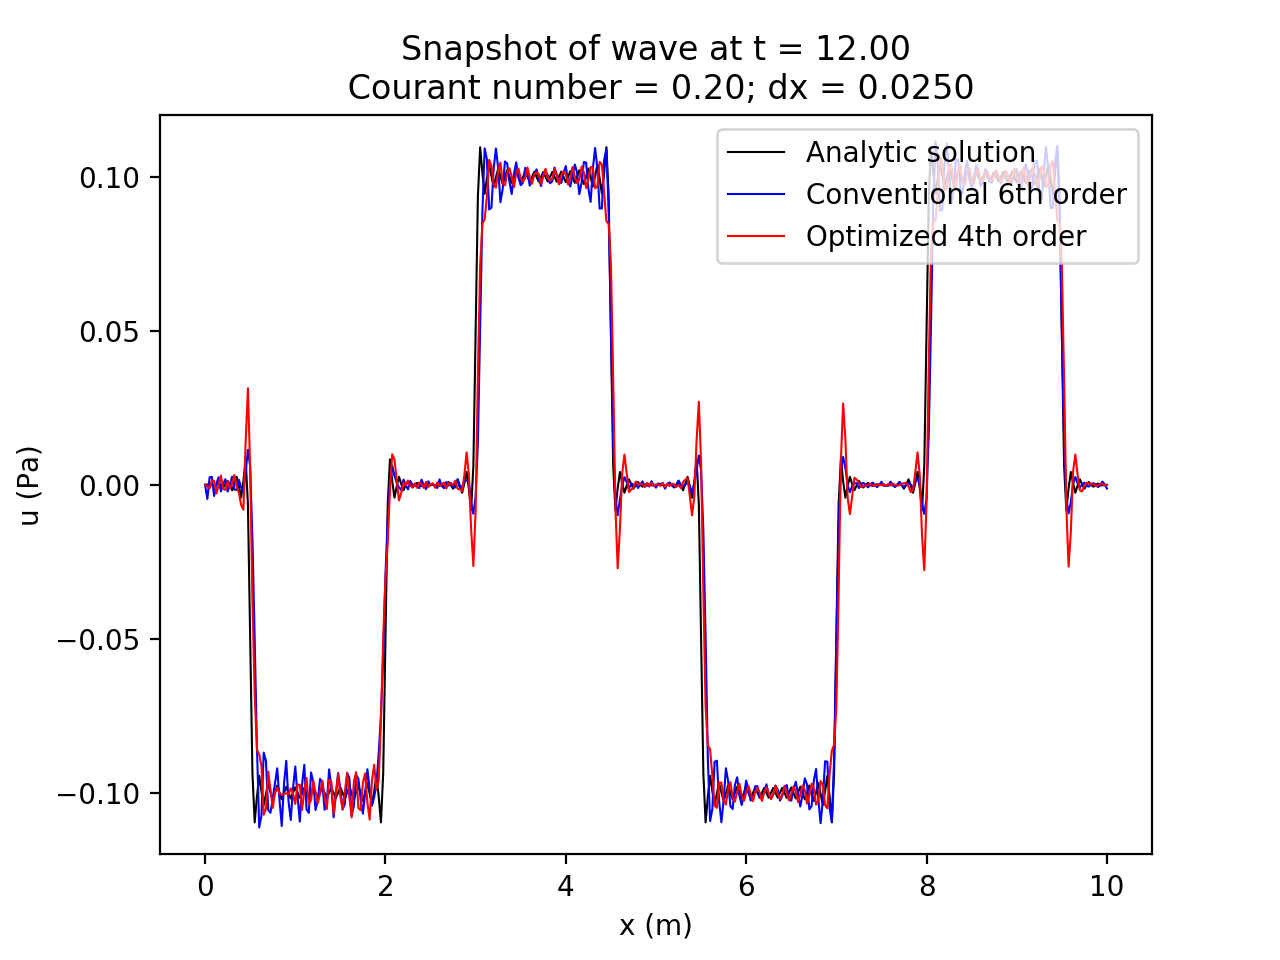 Snapshot of wave at t = 12.00
Courant number = 0.20; dx = 0.0250
Analytic solution
Conventional 6th order
Optimized 4th order
0.10
0.05
0.00
−0.05
−0.10
u (Pa)
0 2 4 6 8 10
x (m)